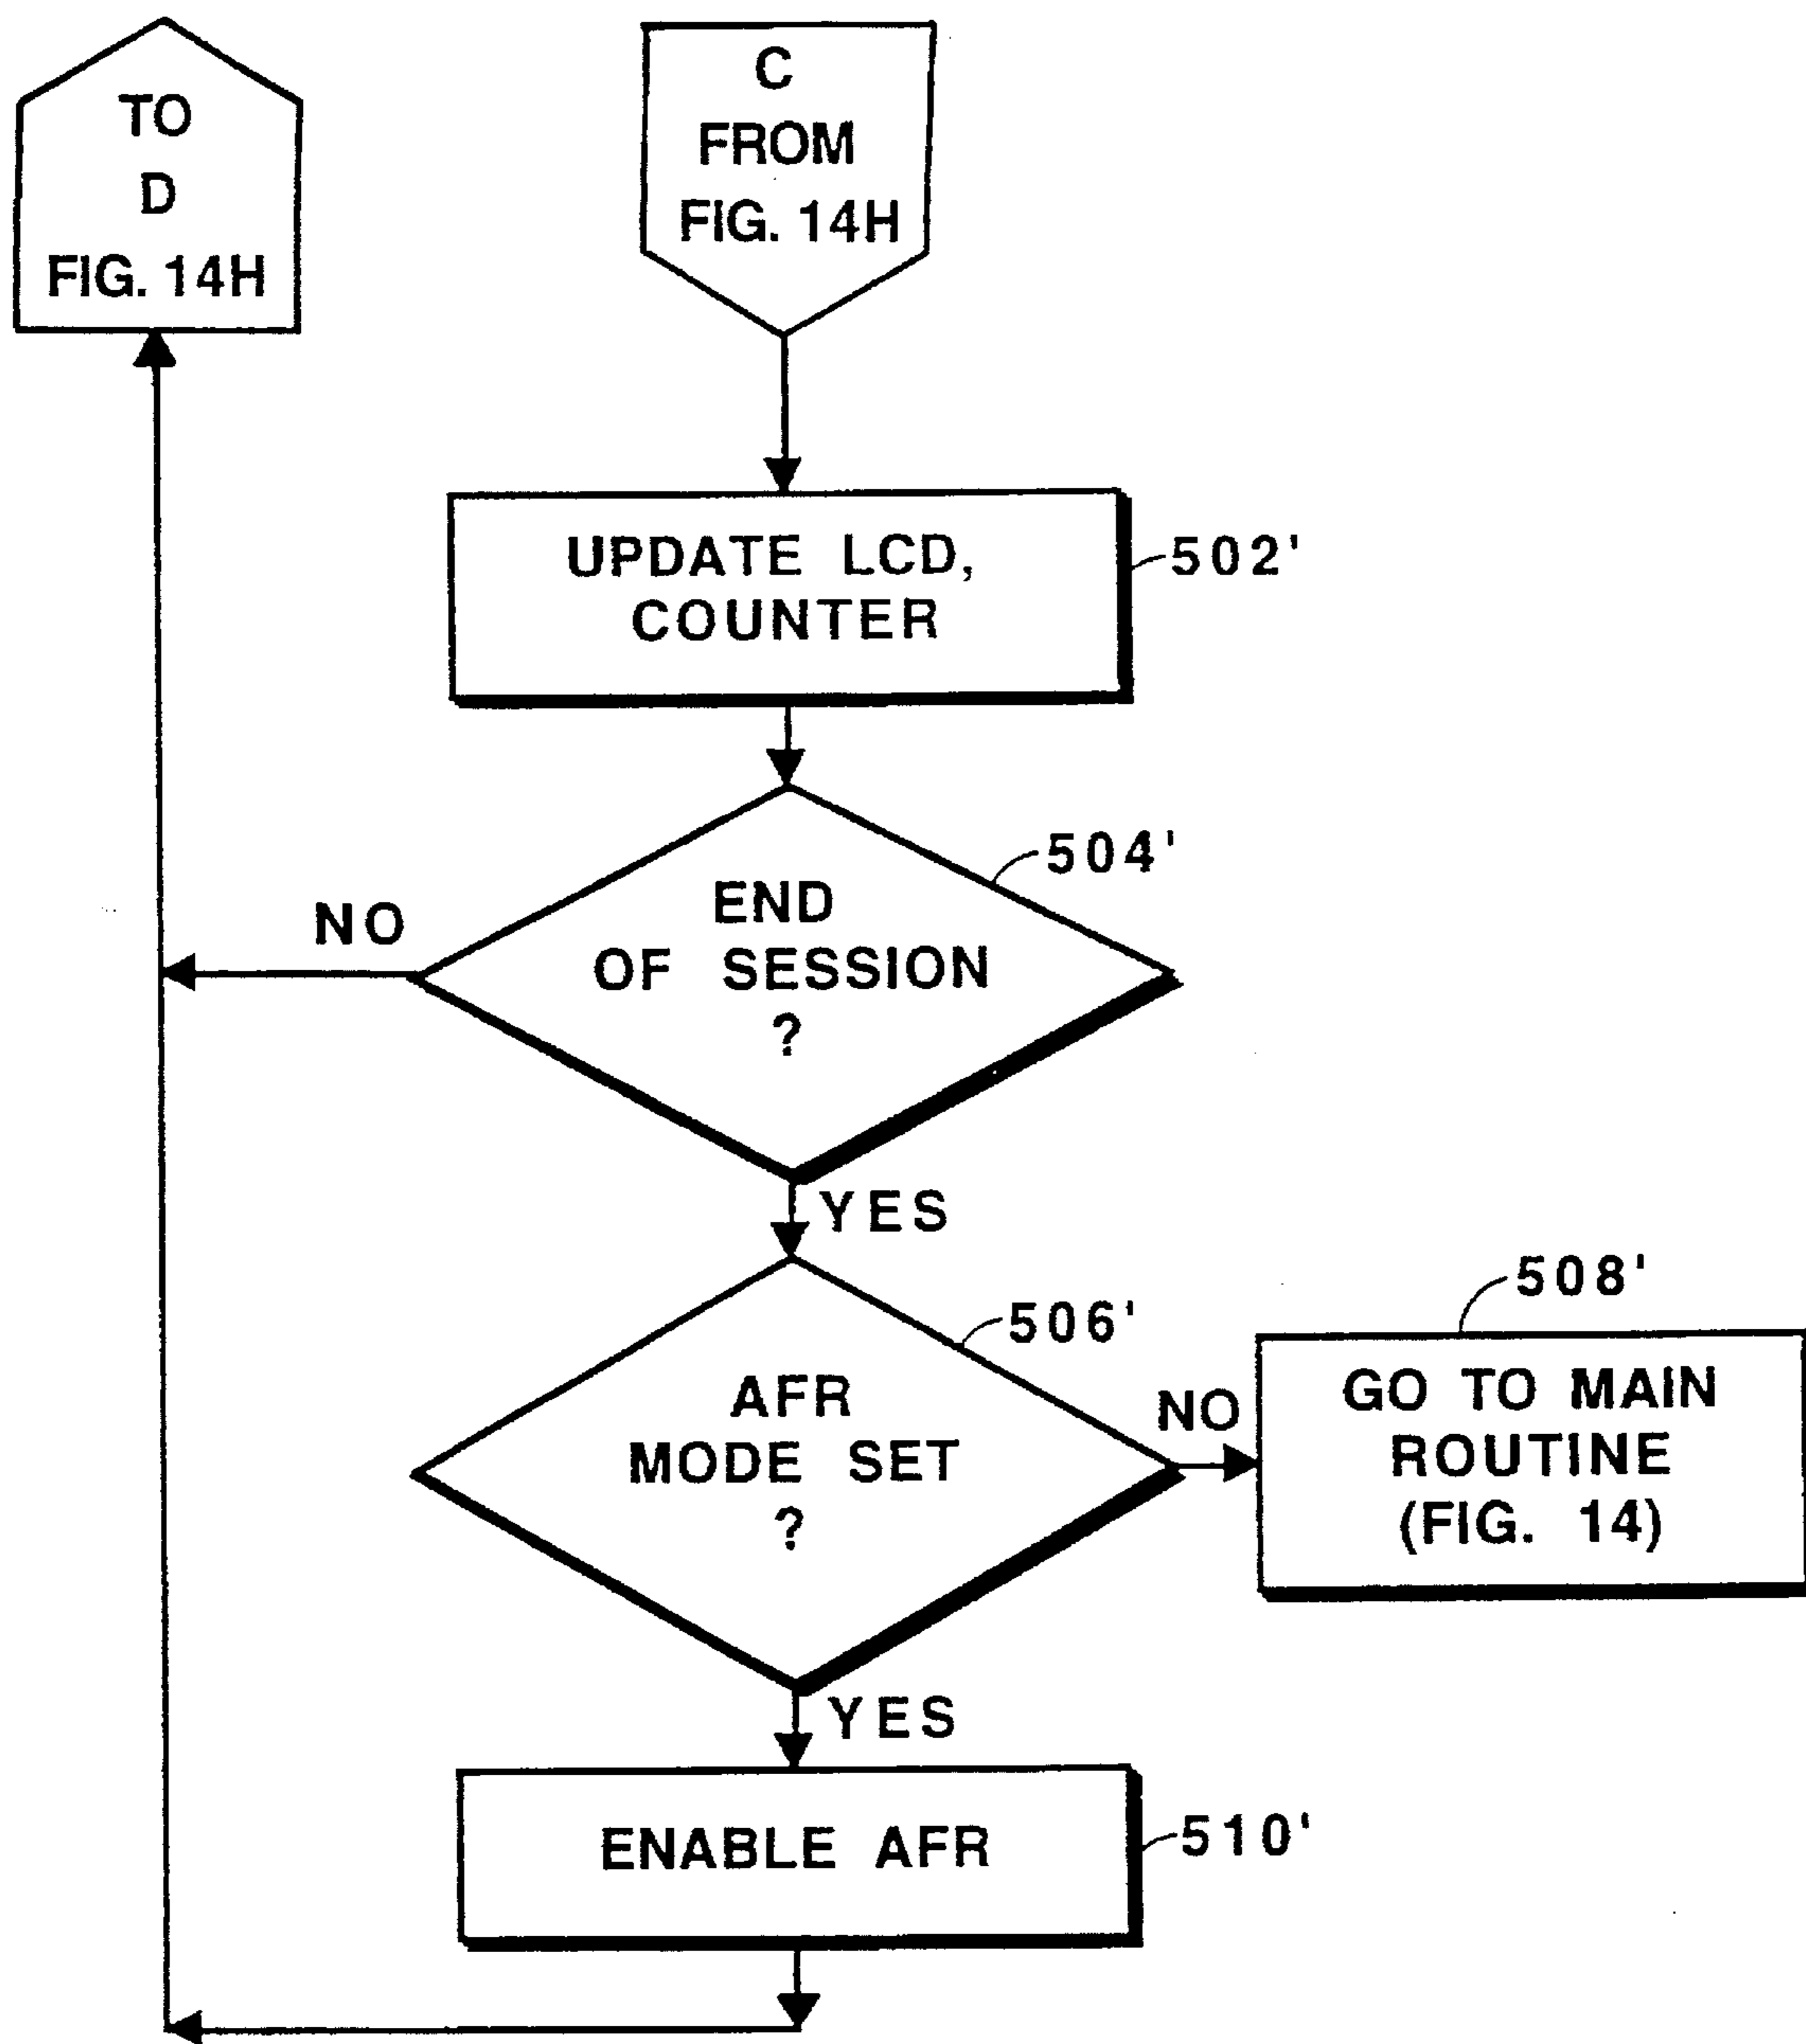 TO
D
FIG. 14H
C
FROM
FIG. 14H
UPDATE LCD,
COUNTER
502'
504'
END
OF SESSION
?
NO
YES
506'
AFR
MODE SET
?
NO
508'
GO TO MAIN
ROUTINE
(FIG. 14)
YES
ENABLE AFR
510'